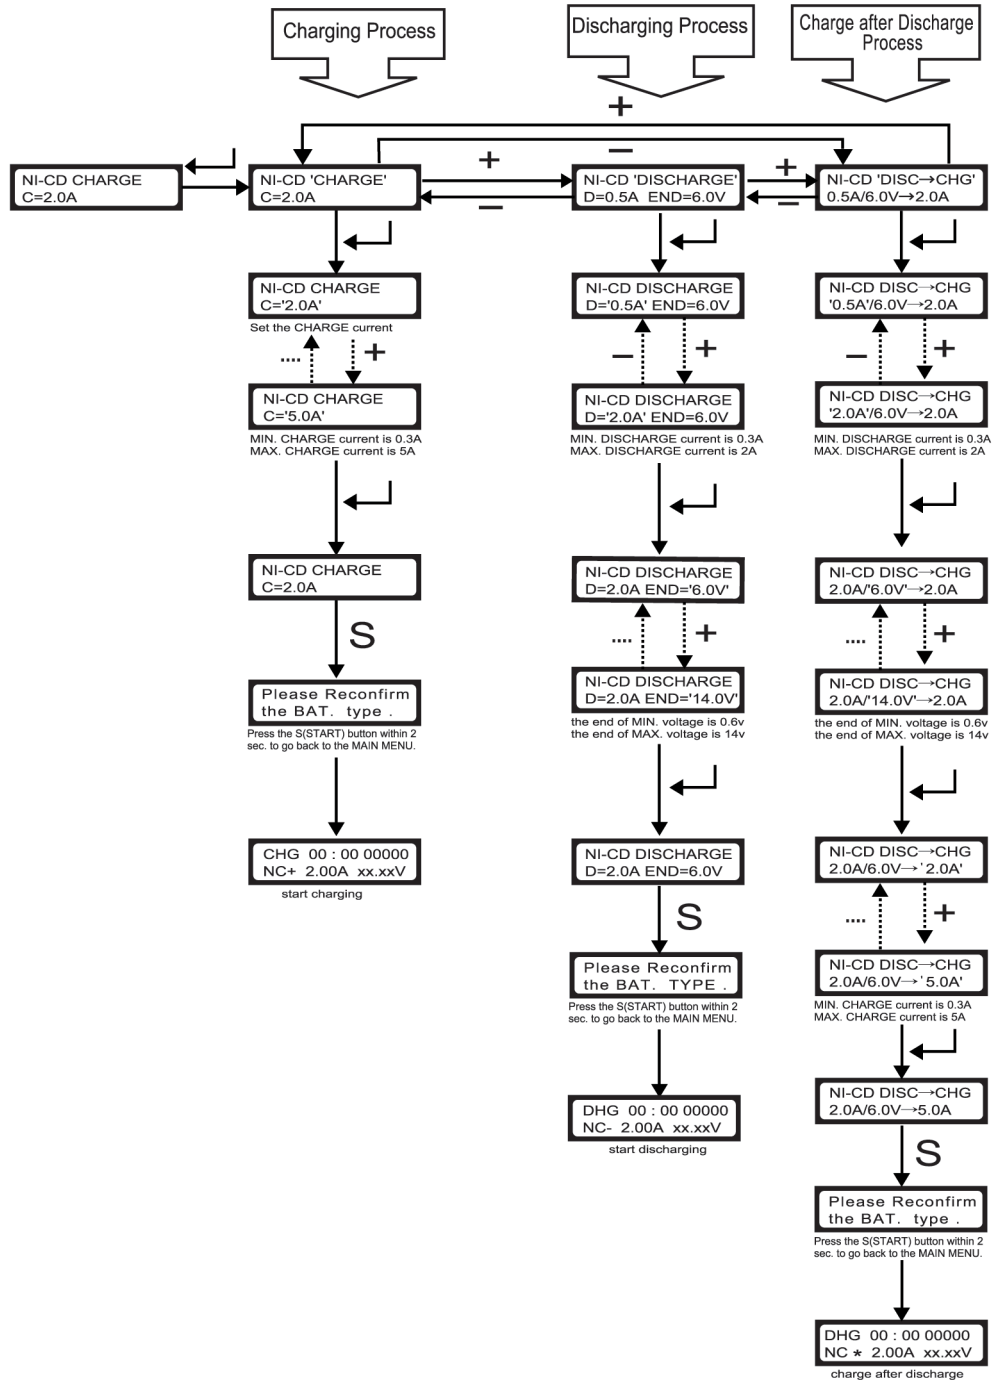 Charging Process
Discharging Process
Charge after Discharge
Process
+
−
NI-CD CHARGE
C=2.0A
NI-CD 'CHARGE'
C=2.0A
+
−
NI-CD 'DISCHARGE'
D=0.5A END=6.0V
+
−
NI-CD 'DISC→CHG'
0.5A/6.0V→2.0A
NI-CD CHARGE
C='2.0A'
Set the CHARGE current
....
+
NI-CD CHARGE
C='5.0A'
MIN. CHARGE current is 0.3A
MAX. CHARGE current is 5A
NI-CD CHARGE
C=2.0A
S
Please Reconfirm
the BAT. type .
Press the S(START) button within 2
sec. to go back to the MAIN MENU.
CHG 00 : 00 00000
NC+ 2.00A xx.xxV
start charging
NI-CD DISCHARGE
D='0.5A' END=6.0V
−
+
NI-CD DISCHARGE
D='2.0A' END=6.0V
MIN. DISCHARGE current is 0.3A
MAX. DISCHARGE current is 2A
NI-CD DISCHARGE
D=2.0A END='6.0V'
....
+
NI-CD DISCHARGE
D=2.0A END='14.0V'
the end of MIN. voltage is 0.6v
the end of MAX. voltage is 14v
NI-CD DISCHARGE
D=2.0A END=6.0V
S
Please Reconfirm
the BAT. TYPE .
Press the S(START) button within 2
sec. to go back to the MAIN MENU.
DHG 00 : 00 00000
NC- 2.00A xx.xxV
start discharging
NI-CD DISC→CHG
'0.5A'/6.0V→2.0A
−
+
NI-CD DISC→CHG
'2.0A'/6.0V→2.0A
MIN. DISCHARGE current is 0.3A
MAX. DISCHARGE current is 2A
NI-CD DISC→CHG
2.0A/'6.0V'→2.0A
....
+
NI-CD DISC→CHG
2.0A/'14.0V'→2.0A
the end of MIN. voltage is 0.6v
the end of MAX. voltage is 14v
NI-CD DISC→CHG
2.0A/6.0V→'2.0A'
....
+
NI-CD DISC→CHG
2.0A/6.0V→'5.0A'
MIN. CHARGE current is 0.3A
MAX. CHARGE current is 5A
NI-CD DISC→CHG
2.0A/6.0V→5.0A
S
Please Reconfirm
the BAT. type .
Press the S(START) button within 2
sec. to go back to the MAIN MENU.
DHG 00 : 00 00000
NC * 2.00A xx.xxV
charge after discharge